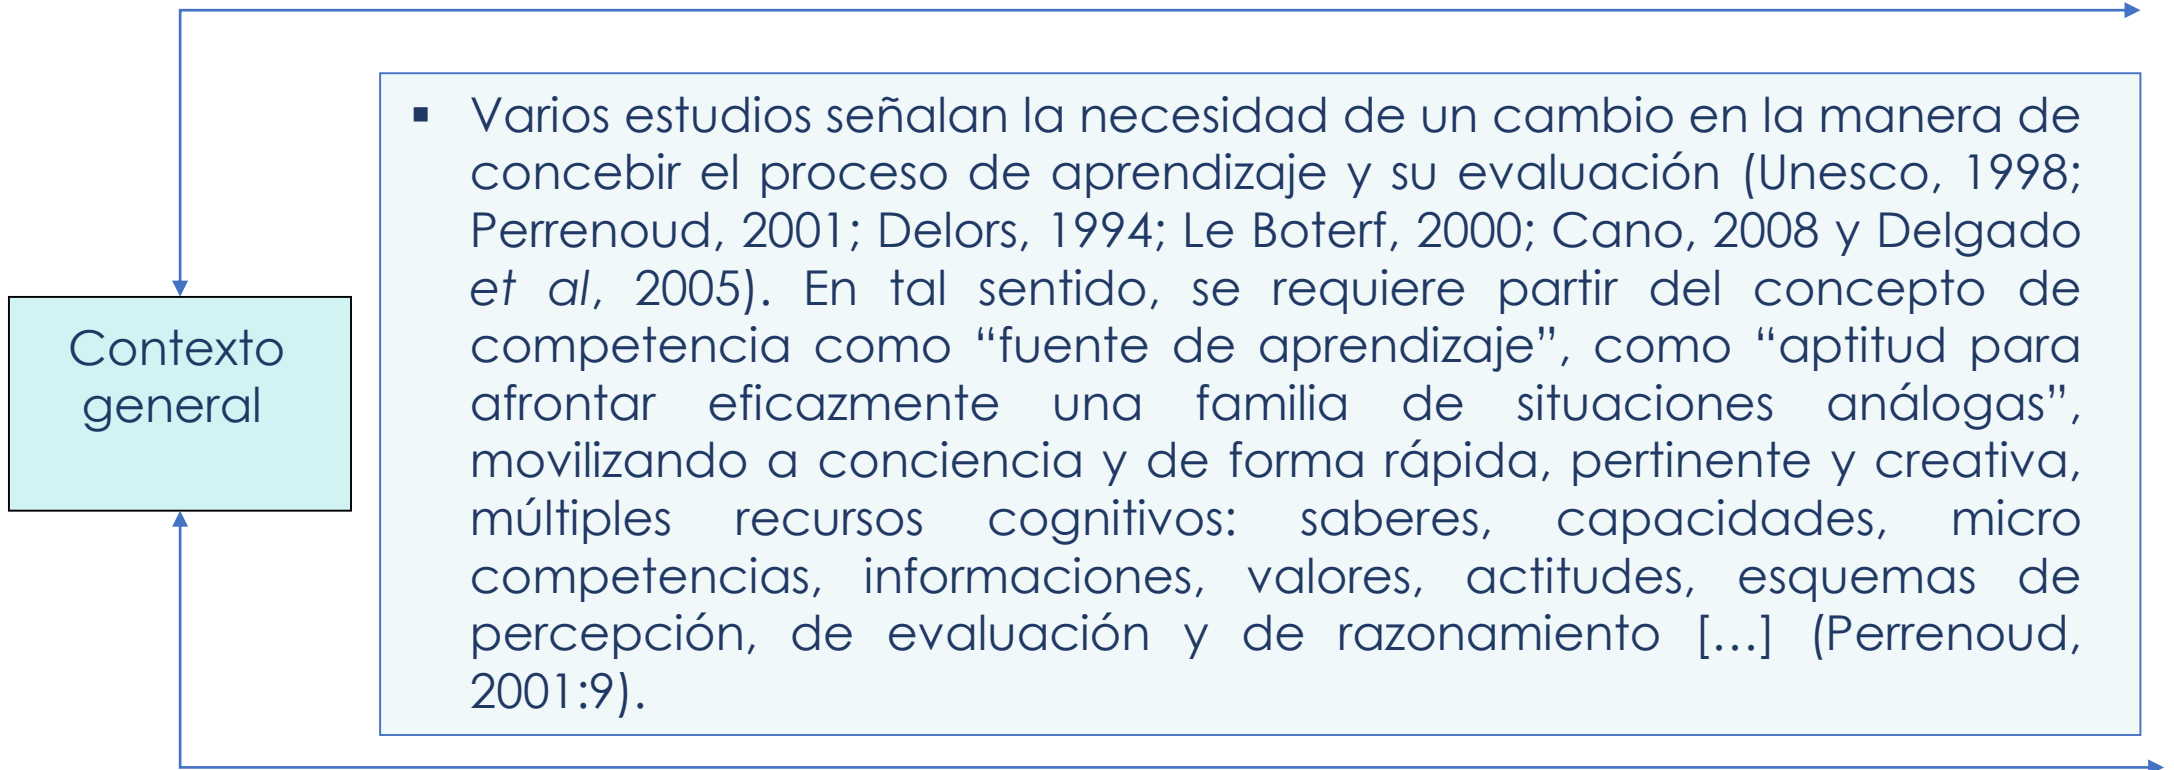 Contexto
general
▪ Varios estudios señalan la necesidad de un cambio en la manera de
concebir el proceso de aprendizaje y su evaluación (Unesco, 1998;
Perrenoud, 2001; Delors, 1994; Le Boterf, 2000; Cano, 2008 y Delgado
et al, 2005). En tal sentido, se requiere partir del concepto de
competencia como “fuente de aprendizaje”, como “aptitud para
afrontar eficazmente una familia de situaciones análogas”,
movilizando a conciencia y de forma rápida, pertinente y creativa,
múltiples recursos cognitivos: saberes, capacidades, micro
competencias, informaciones, valores, actitudes, esquemas de
percepción, de evaluación y de razonamiento […] (Perrenoud,
2001:9).